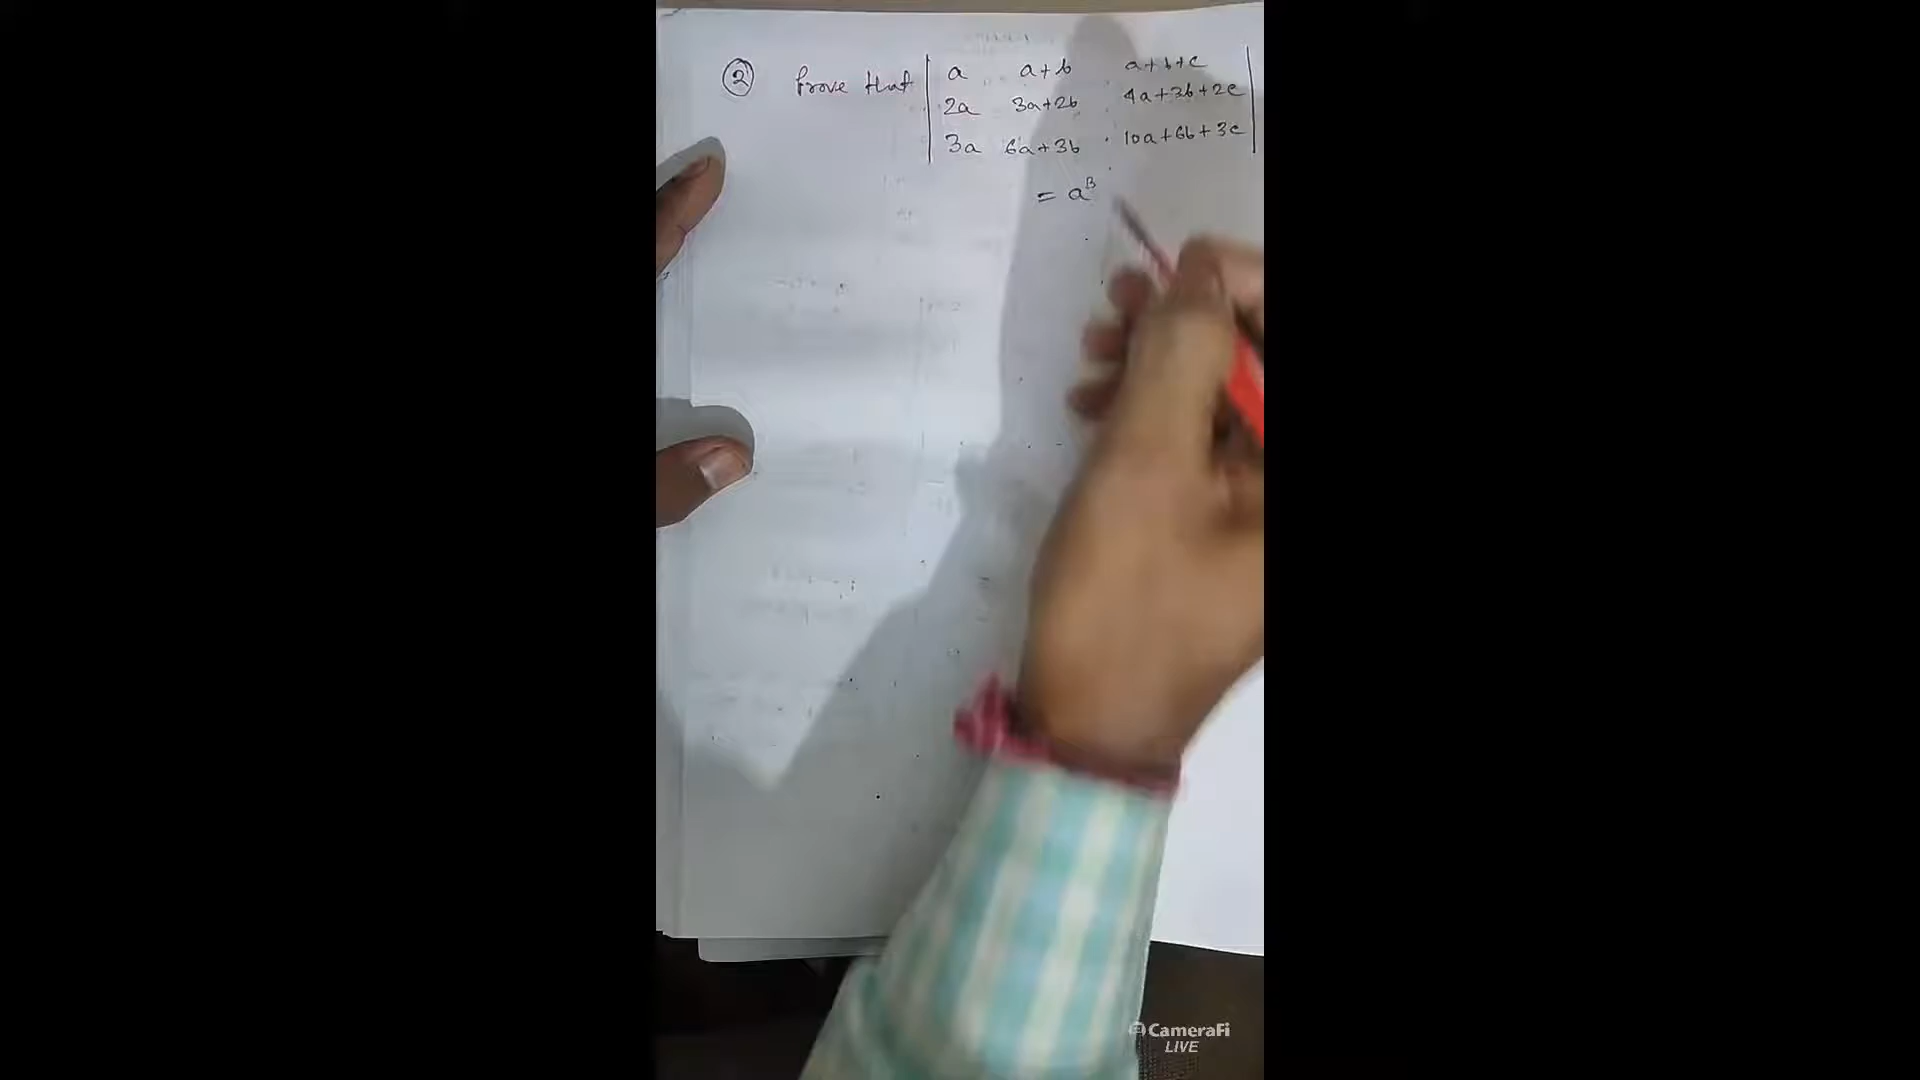 ② Prove that | a a+b a+b+c |
2a 3a+2b 4a+3b+2c
3a 6a+3b 10a+6b+3c
= a³
CameraFi
LIVE